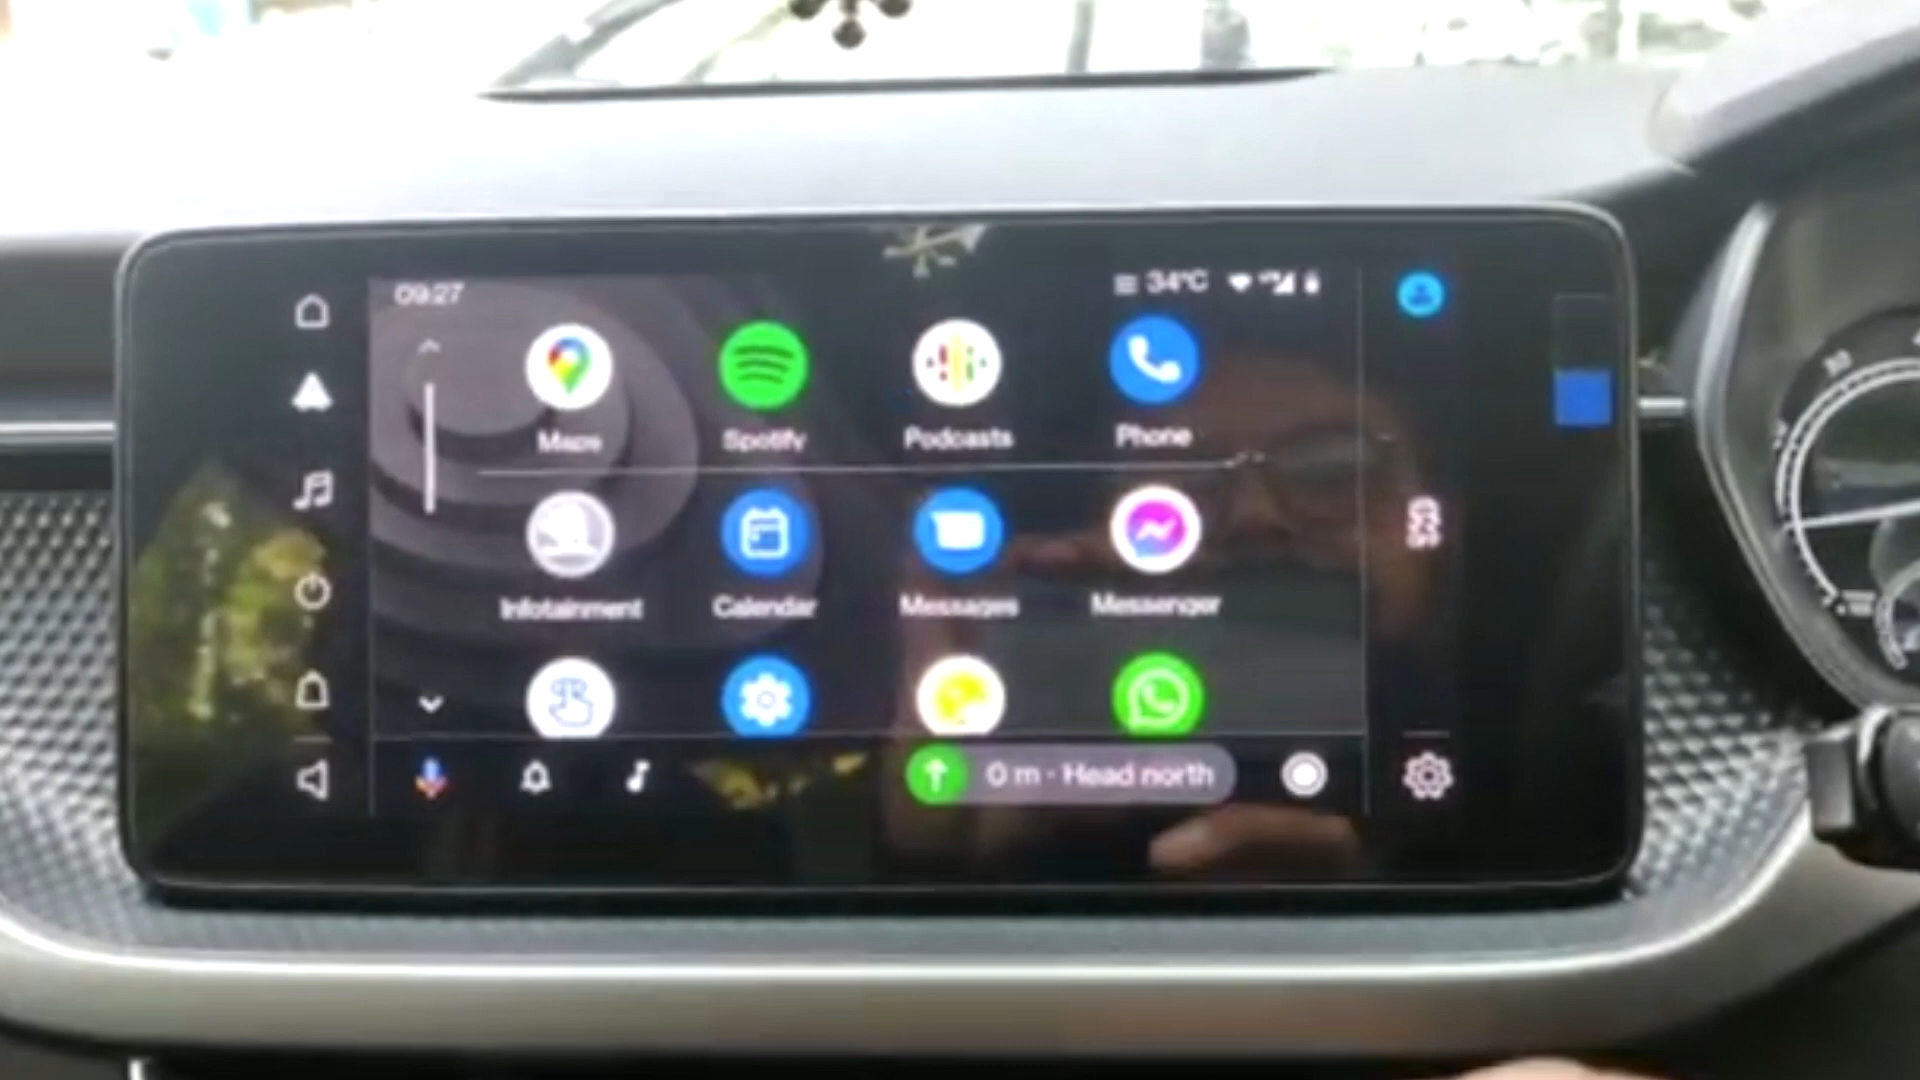 09:27
34°C
Maps
Spotify
Podcasts
Phone
Infotainment
Calendar
Messages
Messenger
0 m · Head north